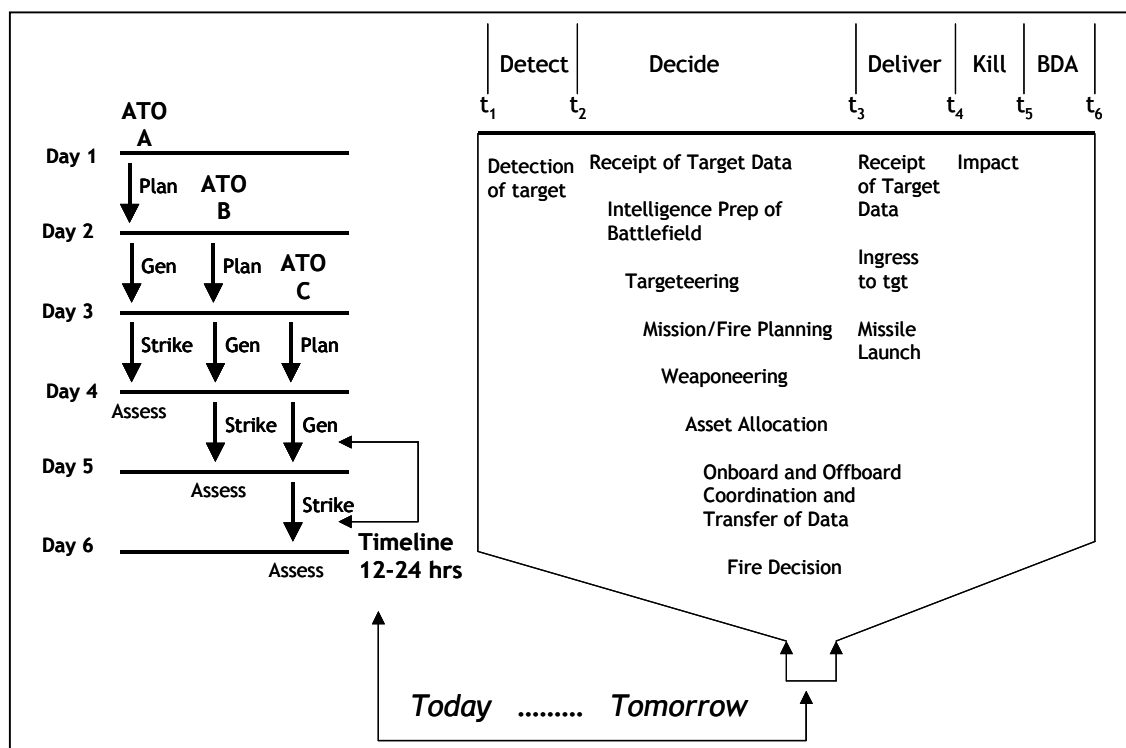 ATO
A
Day 1
Plan
ATO
B
Day 2
Gen
Plan
ATO
C
Day 3
Strike
Gen
Plan
Day 4
Assess
Strike
Gen
Day 5
Assess
Strike
Day 6
Assess
Timeline
12-24 hrs
Detect
Decide
Deliver
Kill
BDA
t1
t2
t3
t4
t5
t6
Detection
of target
Receipt of Target Data
Intelligence Prep of
Battlefield
Targeteering
Mission/Fire Planning
Weaponeering
Asset Allocation
Onboard and Offboard
Coordination and
Transfer of Data
Fire Decision
Receipt
of Target
Data
Ingress
to tgt
Missile
Launch
Impact
Today ......... Tomorrow